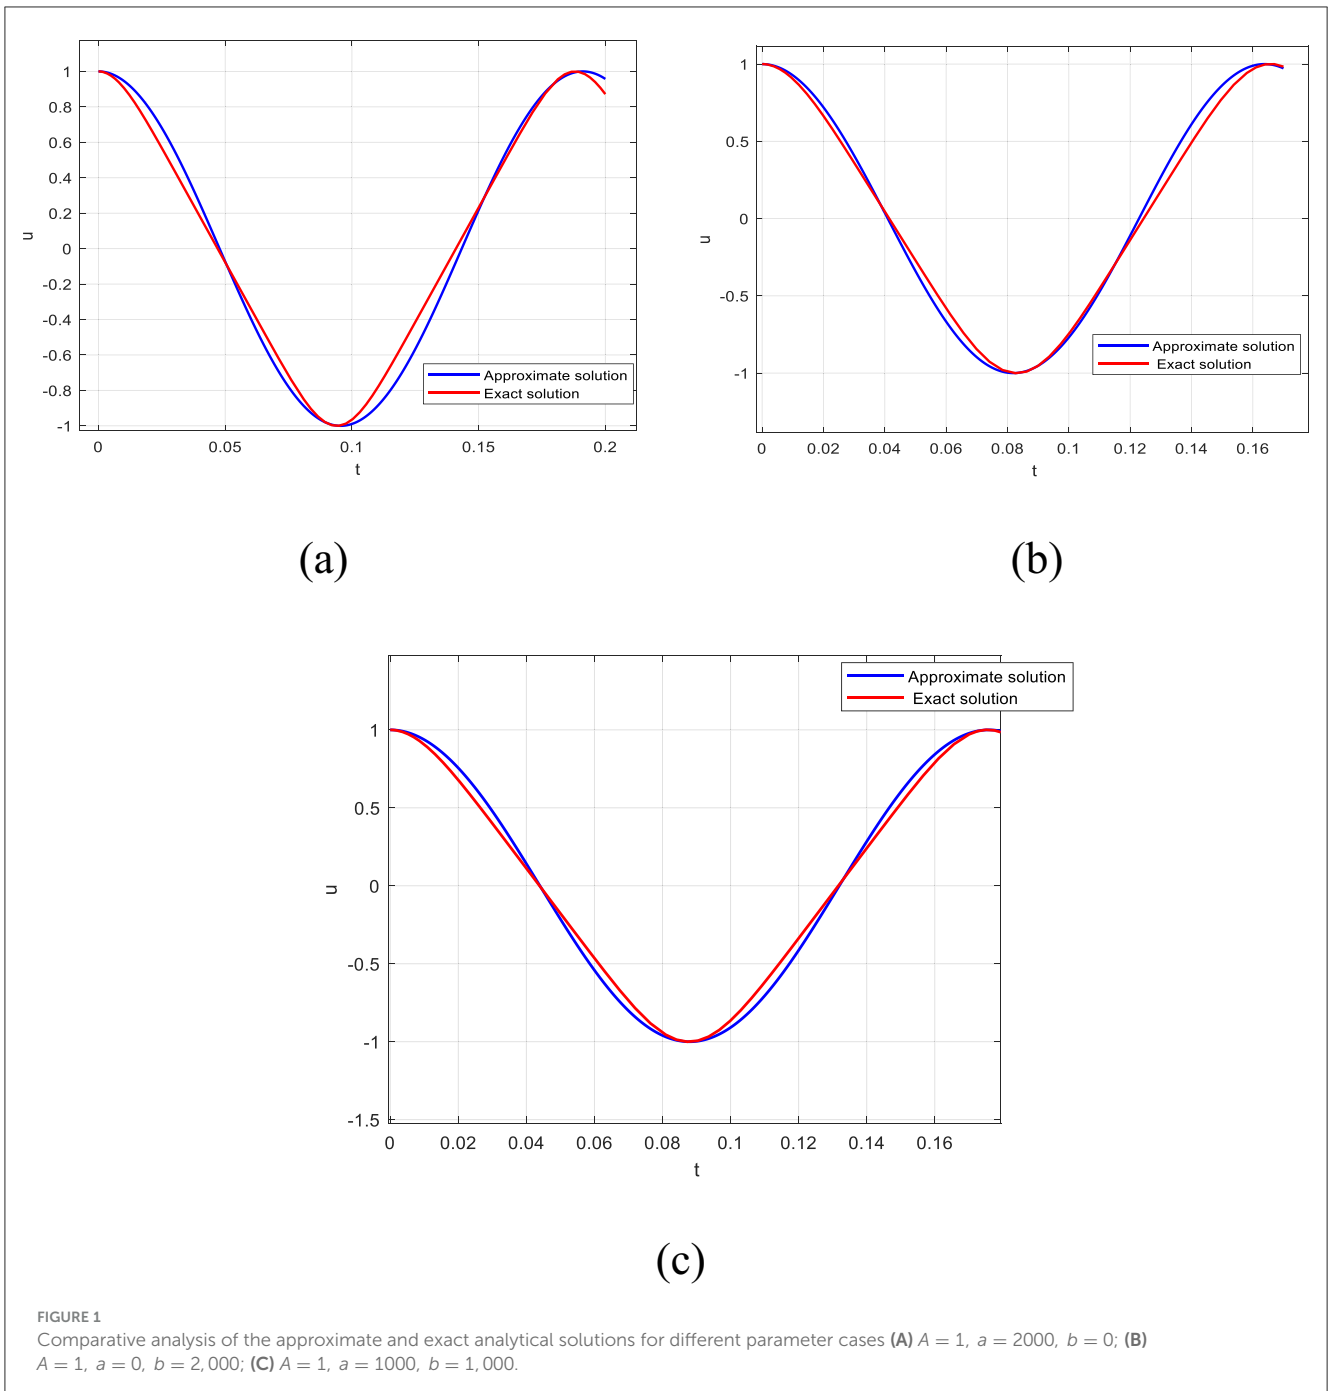 1
0.8
0.6
0.4
0.2
0
-0.2
-0.4
-0.6
-0.8
-1
u
0 0.05 0.1 0.15 0.2
t
Approximate solution
Exact solution
(a)
1
0.5
0
-0.5
-1
u
0 0.02 0.04 0.06 0.08 0.1 0.12 0.14 0.16
t
Approximate solution
Exact solution
(b)
Approximate solution
Exact solution
1
0.5
0
-0.5
-1
-1.5
u
0 0.02 0.04 0.06 0.08 0.1 0.12 0.14 0.16
t
(c)
FIGURE 1
Comparative analysis of the approximate and exact analytical solutions for different parameter cases (A) A = 1, a = 2000, b = 0; (B)
A = 1, a = 0, b = 2,000; (C) A = 1, a = 1000, b = 1,000.